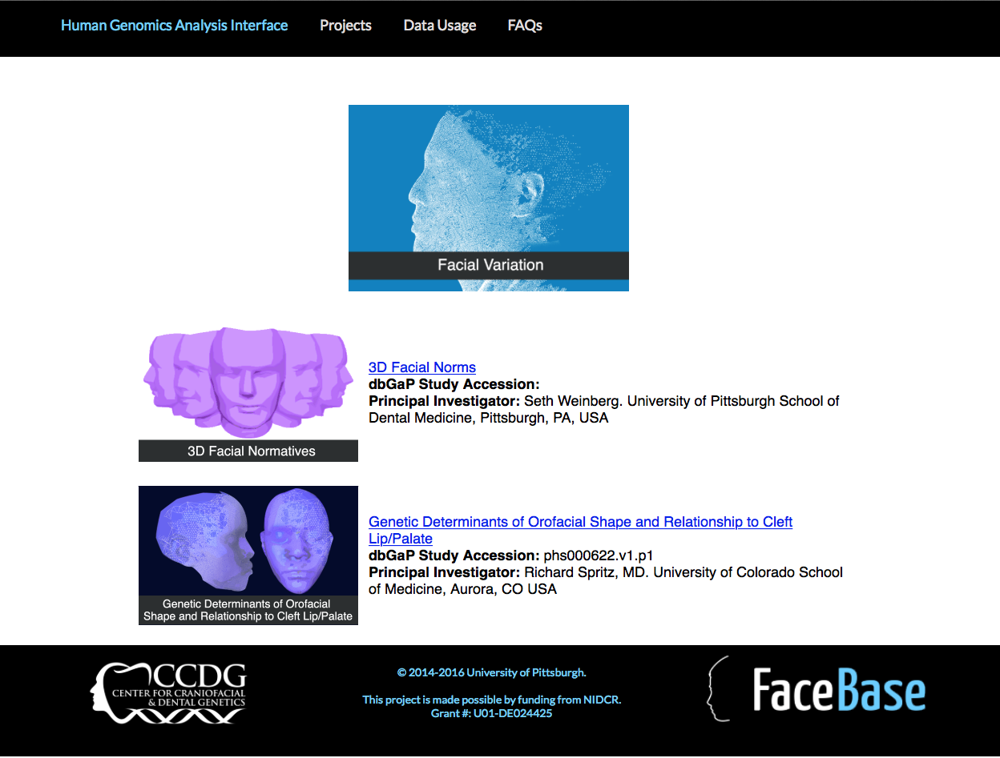 Human Genomics Analysis Interface Projects Data Usage FAQs
Facial Variation
3D Facial Normatives
3D Facial Norms
dbGaP Study Accession:
Principal Investigator: Seth Weinberg. University of Pittsburgh School of
Dental Medicine, Pittsburgh, PA, USA
Genetic Determinants of Orofacial
Shape and Relationship to Cleft Lip/Palate
Genetic Determinants of Orofacial Shape and Relationship to Cleft
Lip/Palate
dbGaP Study Accession: phs000622.v1.p1
Principal Investigator: Richard Spritz, MD. University of Colorado School
of Medicine, Aurora, CO USA
CCDG
CENTER FOR CRANIOFACIAL
& DENTAL GENETICS
© 2014-2016 University of Pittsburgh.
This project is made possible by funding from NIDCR.
Grant #: U01-DE024425
FaceBase